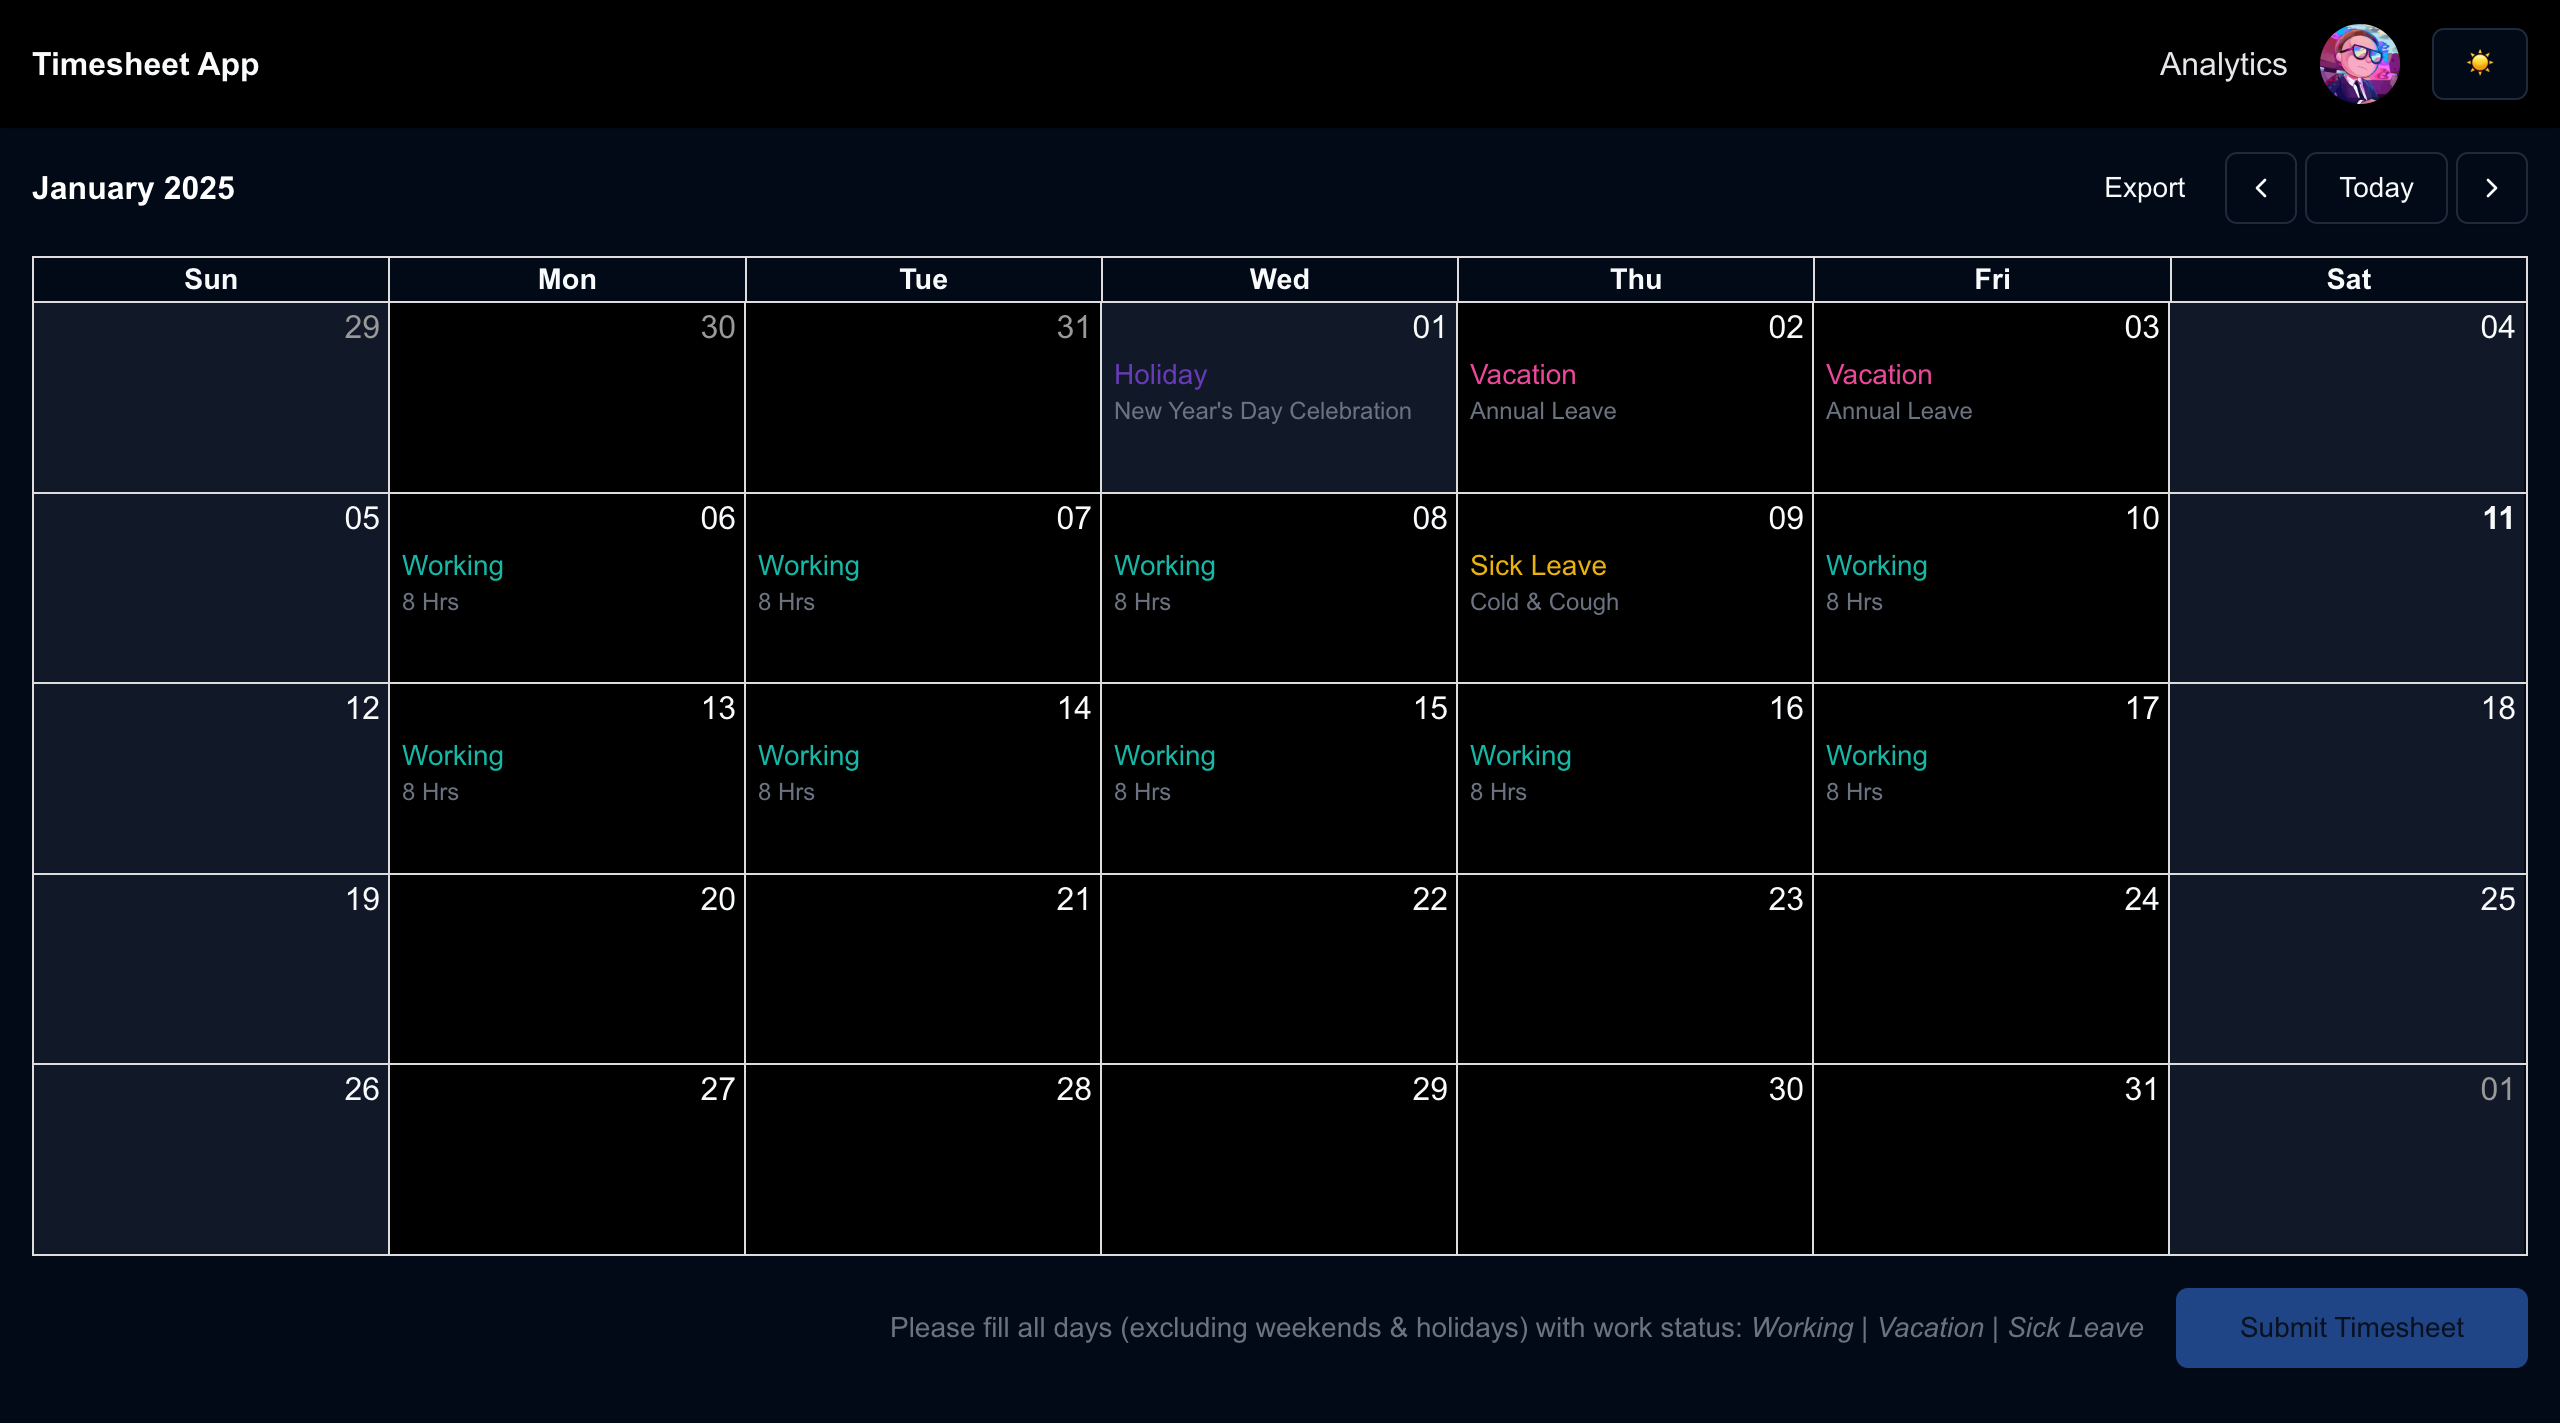 Timesheet App
Analytics
January 2025
Export
Today
Sun Mon Tue Wed Thu Fri Sat
29 30 31 01 02 03 04
Holiday Vacation Vacation
New Year's Day Celebration Annual Leave Annual Leave
05 06 07 08 09 10 11
Working Working Working Sick Leave Working
8 Hrs 8 Hrs 8 Hrs Cold & Cough 8 Hrs
12 13 14 15 16 17 18
Working Working Working Working Working
8 Hrs 8 Hrs 8 Hrs 8 Hrs 8 Hrs
19 20 21 22 23 24 25
26 27 28 29 30 31 01
Please fill all days (excluding weekends & holidays) with work status: Working | Vacation | Sick Leave
Submit Timesheet